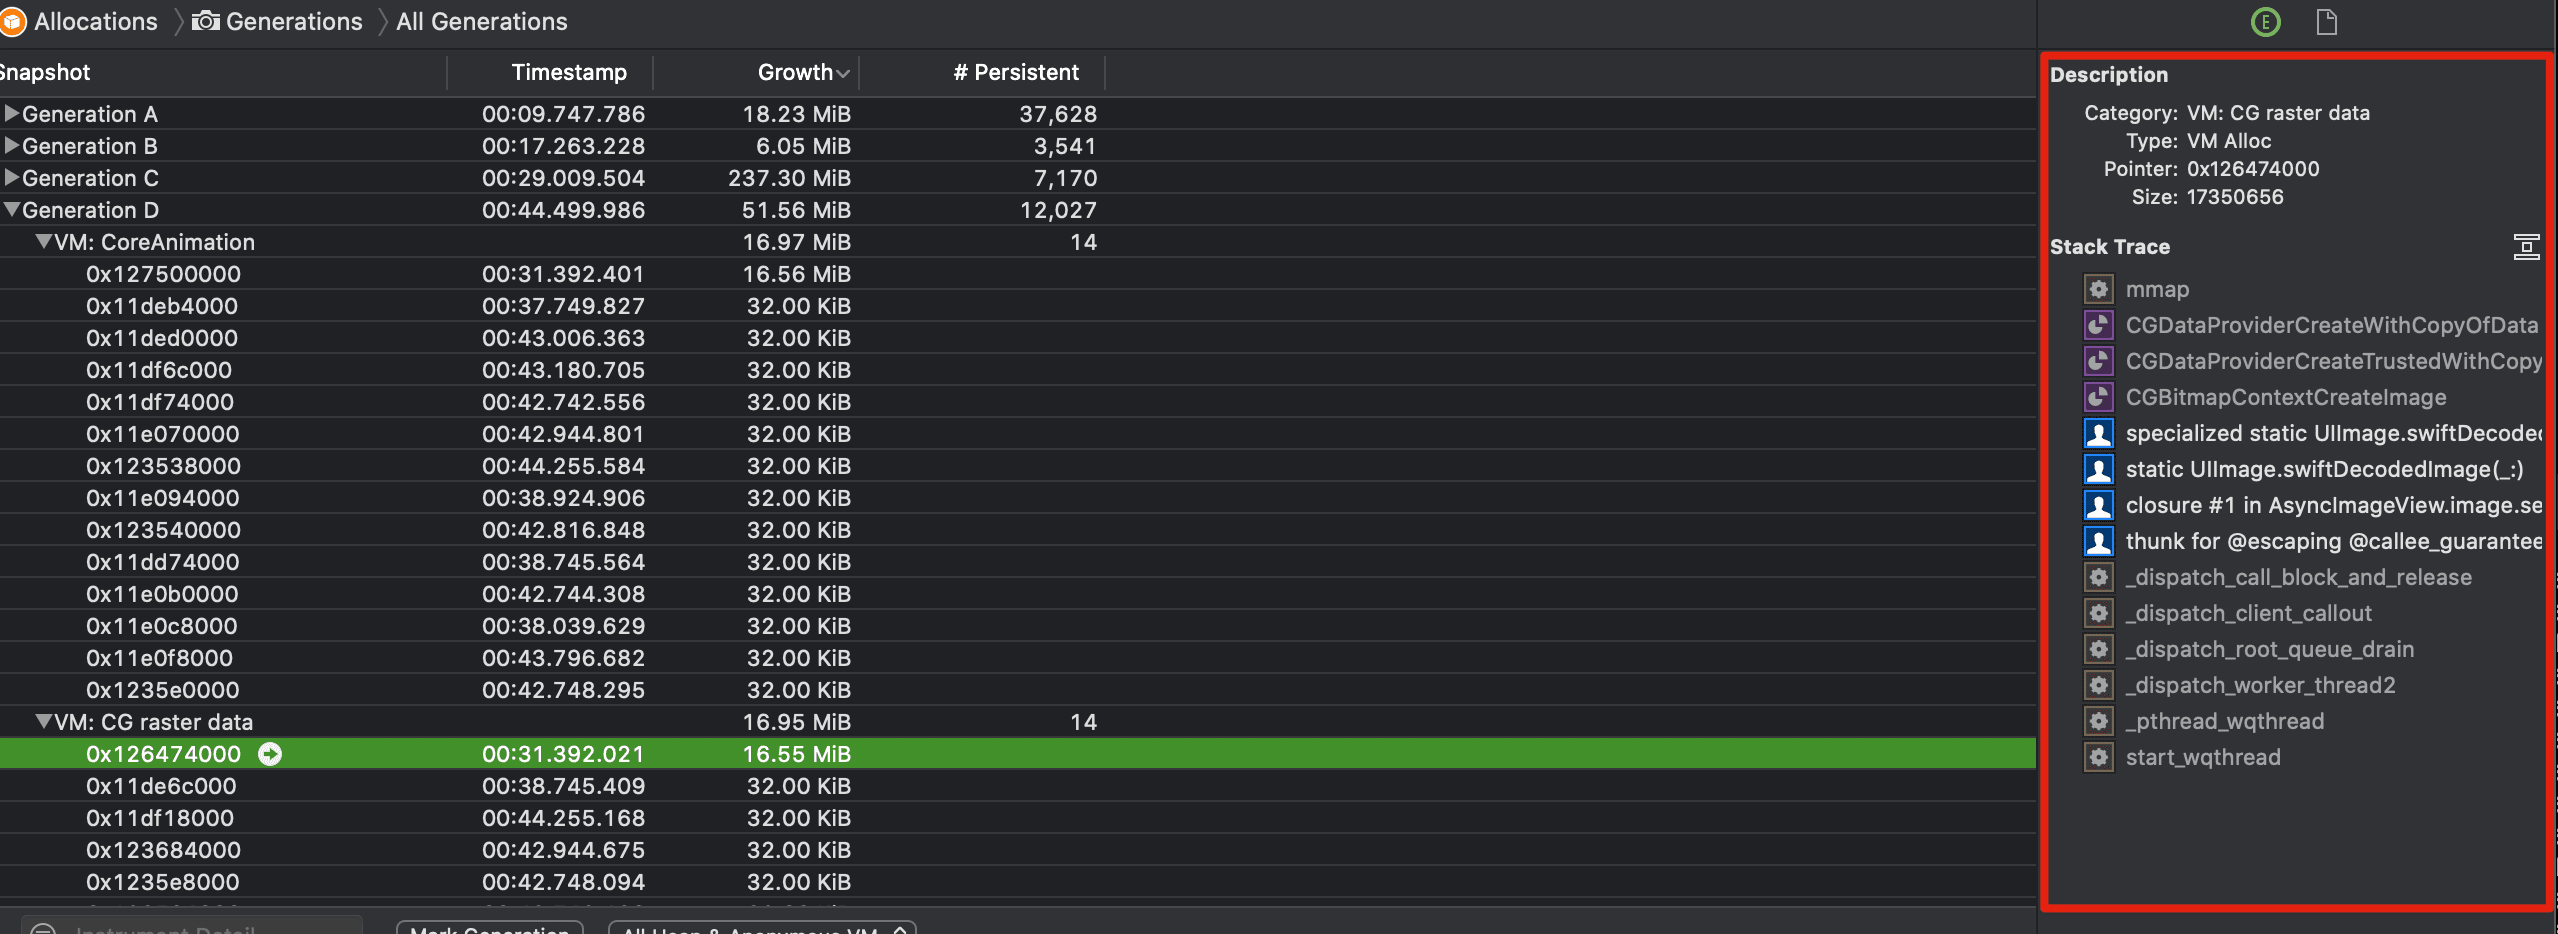 Allocations Generations All Generations
Snapshot Timestamp Growth # Persistent
Generation A 00:09.747.786 18.23 MiB 37,628
Generation B 00:17.263.228 6.05 MiB 3,541
Generation C 00:29.009.504 237.30 MiB 7,170
Generation D 00:44.499.986 51.56 MiB 12,027
VM: CoreAnimation 16.97 MiB 14
0x127500000 00:31.392.401 16.56 MiB
0x11deb4000 00:37.749.827 32.00 KiB
0x11ded0000 00:43.006.363 32.00 KiB
0x11df6c000 00:43.180.705 32.00 KiB
0x11df74000 00:42.742.556 32.00 KiB
0x11e070000 00:42.944.801 32.00 KiB
0x123538000 00:44.255.584 32.00 KiB
0x11e094000 00:38.924.906 32.00 KiB
0x123540000 00:42.816.848 32.00 KiB
0x11dd74000 00:38.745.564 32.00 KiB
0x11e0b0000 00:42.744.308 32.00 KiB
0x11e0c8000 00:38.039.629 32.00 KiB
0x11e0f8000 00:43.796.682 32.00 KiB
0x1235e0000 00:42.748.295 32.00 KiB
VM: CG raster data 16.95 MiB 14
0x126474000 00:31.392.021 16.55 MiB
0x11de6c000 00:38.745.409 32.00 KiB
0x11df18000 00:44.255.168 32.00 KiB
0x123684000 00:42.944.675 32.00 KiB
0x1235e8000 00:42.748.094 32.00 KiB
Instrument Detail Mark Generation All Heap & Anonymous VM
E
Description
Category: VM: CG raster data
Type: VM Alloc
Pointer: 0x126474000
Size: 17350656
Stack Trace
mmap
CGDataProviderCreateWithCopyOfData
CGDataProviderCreateTrustedWithCopy
CGBitmapContextCreateImage
specialized static UIImage.swiftDecoded
static UIImage.swiftDecodedImage(_:)
closure #1 in AsyncImageView.image.se
thunk for @escaping @callee_guarantee
_dispatch_call_block_and_release
_dispatch_client_callout
_dispatch_root_queue_drain
_dispatch_worker_thread2
_pthread_wqthread
start_wqthread